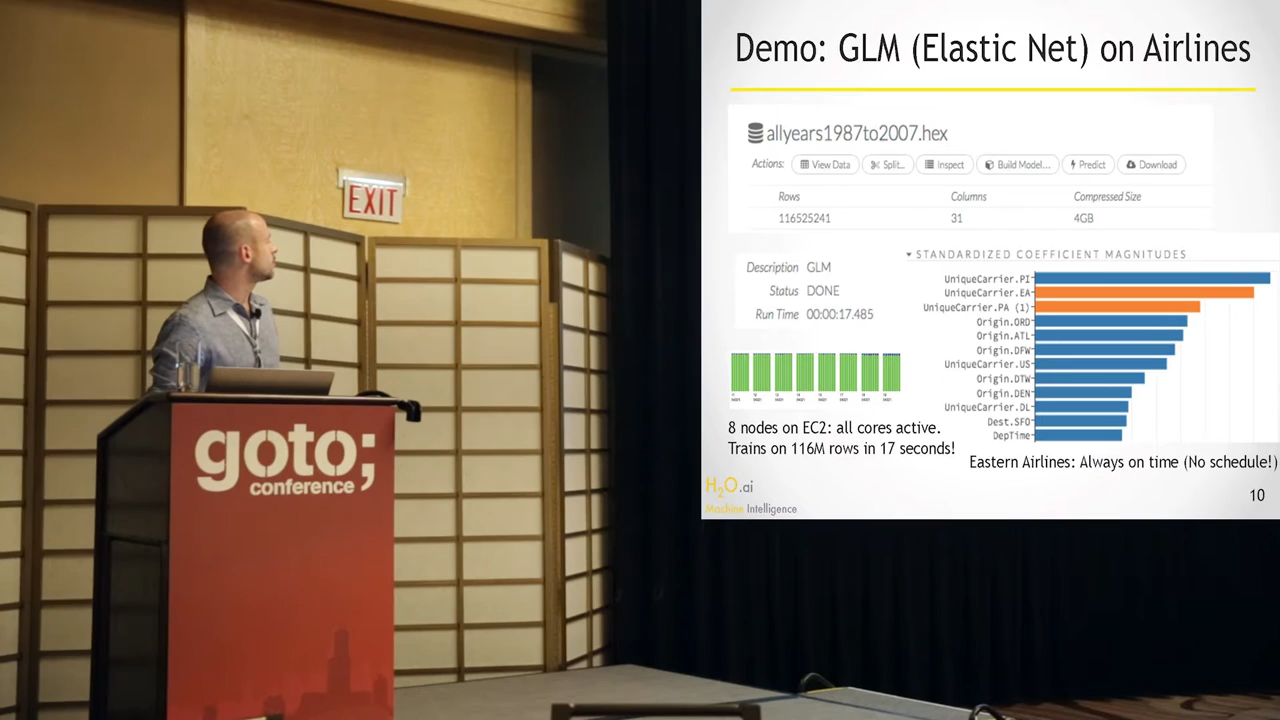 EXIT
goto;
conference
Demo: GLM (Elastic Net) on Airlines
allyears1987to2007.hex
Actions: View Data Split... Inspect Build Model... Predict Download
Rows Columns Compressed Size
116525241 31 4GB
Description GLM
Status DONE
Run Time 00:00:17.485
STANDARDIZED COEFFICIENT MAGNITUDES
UniqueCarrier.PI
UniqueCarrier.EA
UniqueCarrier.PA (1)
Origin.ORD
Origin.ATL
Origin.DFW
UniqueCarrier.US
Origin.DTW
Origin.DEN
UniqueCarrier.DL
Dest.SFO
DepTime
8 nodes on EC2: all cores active.
Trains on 116M rows in 17 seconds!
Eastern Airlines: Always on time (No schedule!)
H2O.ai
Machine Intelligence
10